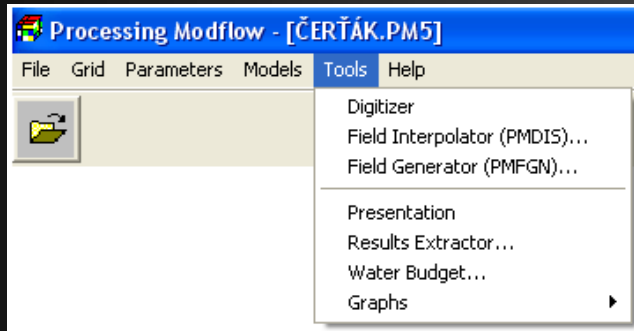 Processing Modflow - [ČERŤÁK.PM5]
File Grid Parameters Models Tools Help
Digitizer
Field Interpolator (PMDIS)...
Field Generator (PMFGN)...
Presentation
Results Extractor...
Water Budget...
Graphs